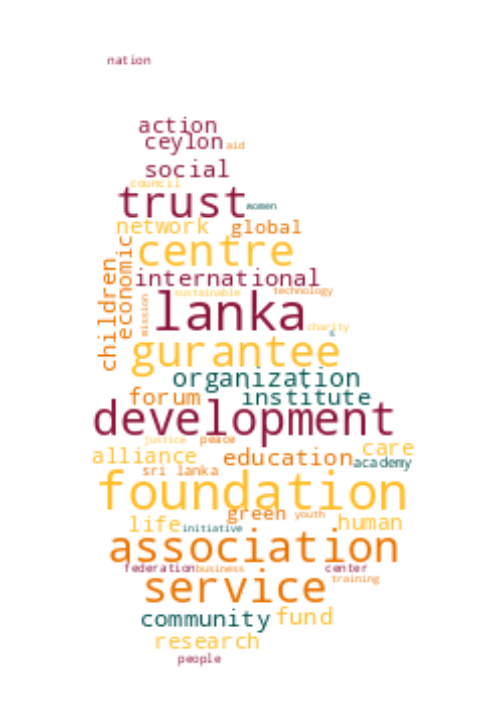 nation
action
ceylon aid
social
council
trust women
network global
centre
economic
children
international
sustainable technology
mission
lanka charity
gurantee
organization
forum institute
development
justice peace
alliance education care
academy
sri lanka
foundation
green youth
life initiative human
association
federation business center
service training
community fund
research
people